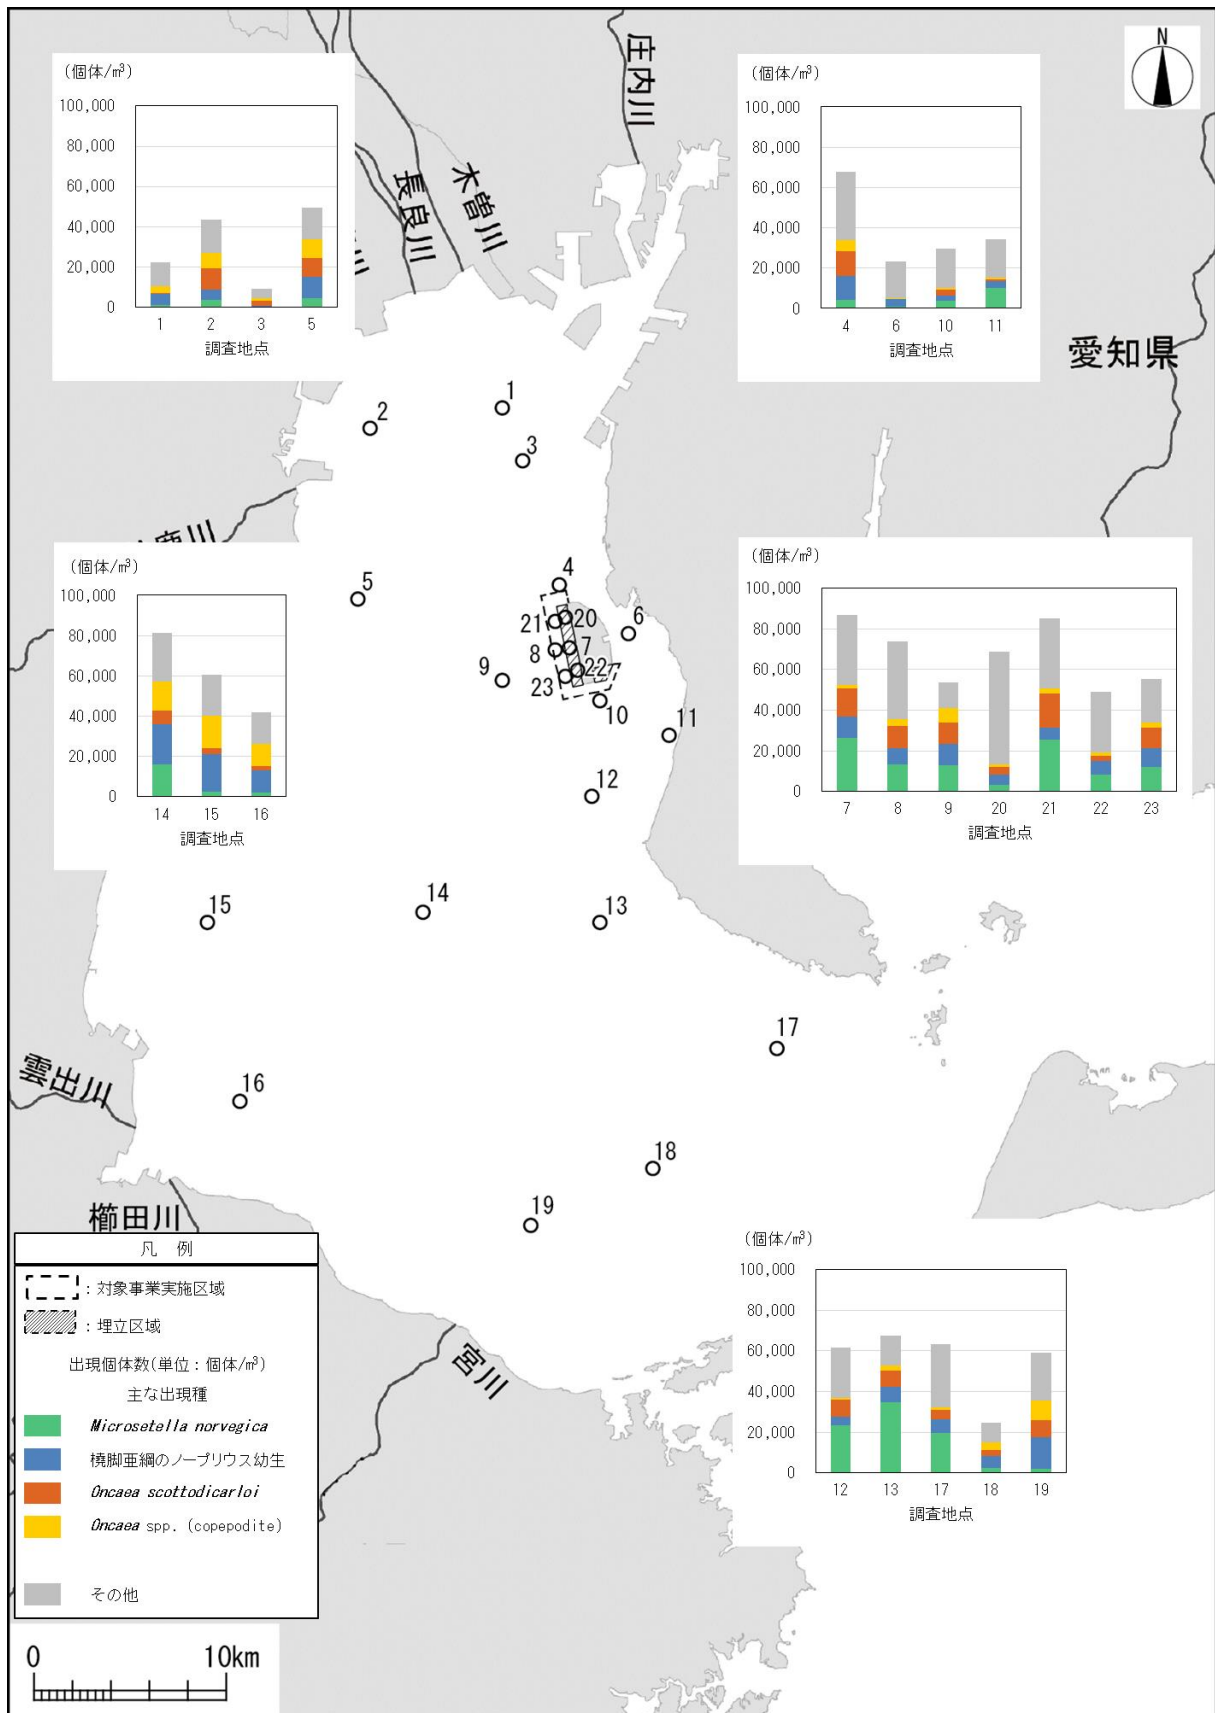 (個体/㎥)
100,000
80,000
60,000
40,000
20,000
0
1 2 3 5
調査地点
(個体/㎥)
100,000
80,000
60,000
40,000
20,000
0
4 6 10 11
調査地点
N
庄内川
木曽川
長良川
川
愛知県
1
2
3
4
5
6
20
21
7
8
22
9
23
10
11
12
13
14
15
16
17
18
19
(個体/㎥)
100,000
80,000
60,000
40,000
20,000
0
14 15 16
調査地点
(個体/㎥)
100,000
80,000
60,000
40,000
20,000
0
7 8 9 20 21 22 23
調査地点
雲出川
櫛田川
宮川
(個体/㎥)
100,000
80,000
60,000
40,000
20,000
0
12 13 17 18 19
調査地点
凡 例
:対象事業実施区域
:埋立区域
出現個体数(単位:個体/㎥)
主な出現種
Microsetella norvegica
橈脚亜綱のノープリウス幼生
Oncaea scottodicarloi
Oncaea spp. (copepodite)
その他
0 10km